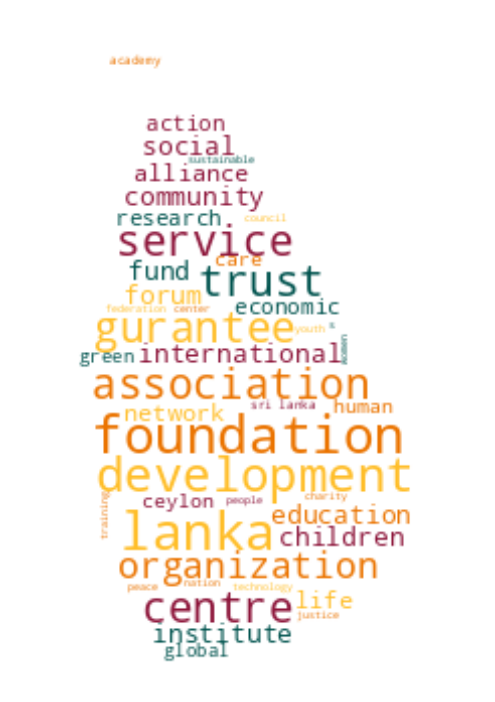 academy
action
social
sustainable
alliance
community
research council
service
care
fund trust
forum
federation center economic
gurantee youth s
green international women
association
network sri lanka human
foundation
development
training
ceylon people charity
lanka education
children
organization
peace nation technology
centre life
justice
institute
global